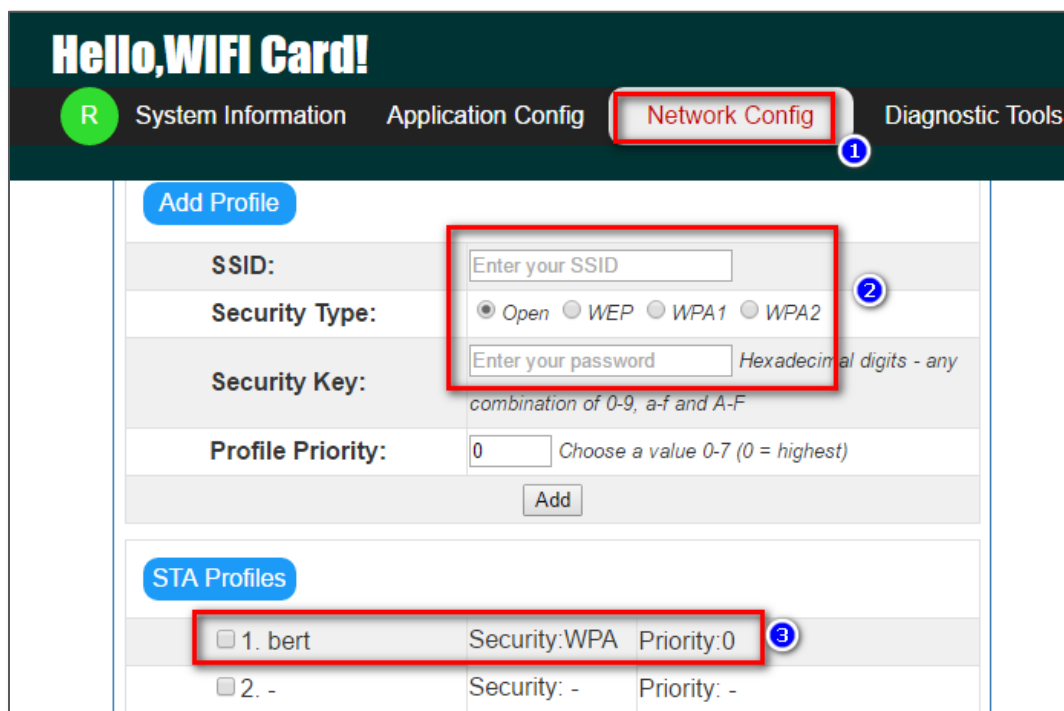 Hello,WIFI Card!
R System Information Application Config Network Config Diagnostic Tools
1
Add Profile
SSID: Enter your SSID
2
Security Type: Open WEP WPA1 WPA2
Security Key: Enter your password Hexadecimal digits - any
combination of 0-9, a-f and A-F
Profile Priority: 0 Choose a value 0-7 (0 = highest)
Add
STA Profiles
1. bert Security:WPA Priority:0 3
2. - Security: - Priority: -